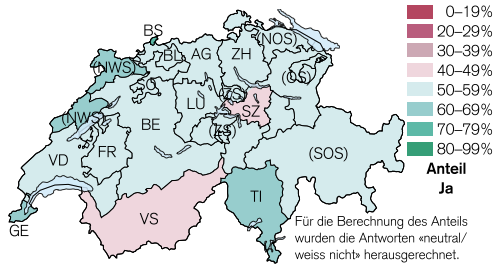 BS
(NWS)
BL
AG
ZH
(NOS)
SO
(OS)
(NWS)
LU
ZG
SZ
BE
(ZS)
VD
FR
(SOS)
GE
VS
TI
0–19%
20–29%
30–39%
40–49%
50–59%
60–69%
70–79%
80–99%
Anteil
Ja
Für die Berechnung des Anteils
wurden die Antworten «neutral/
weiss nicht» herausgerechnet.